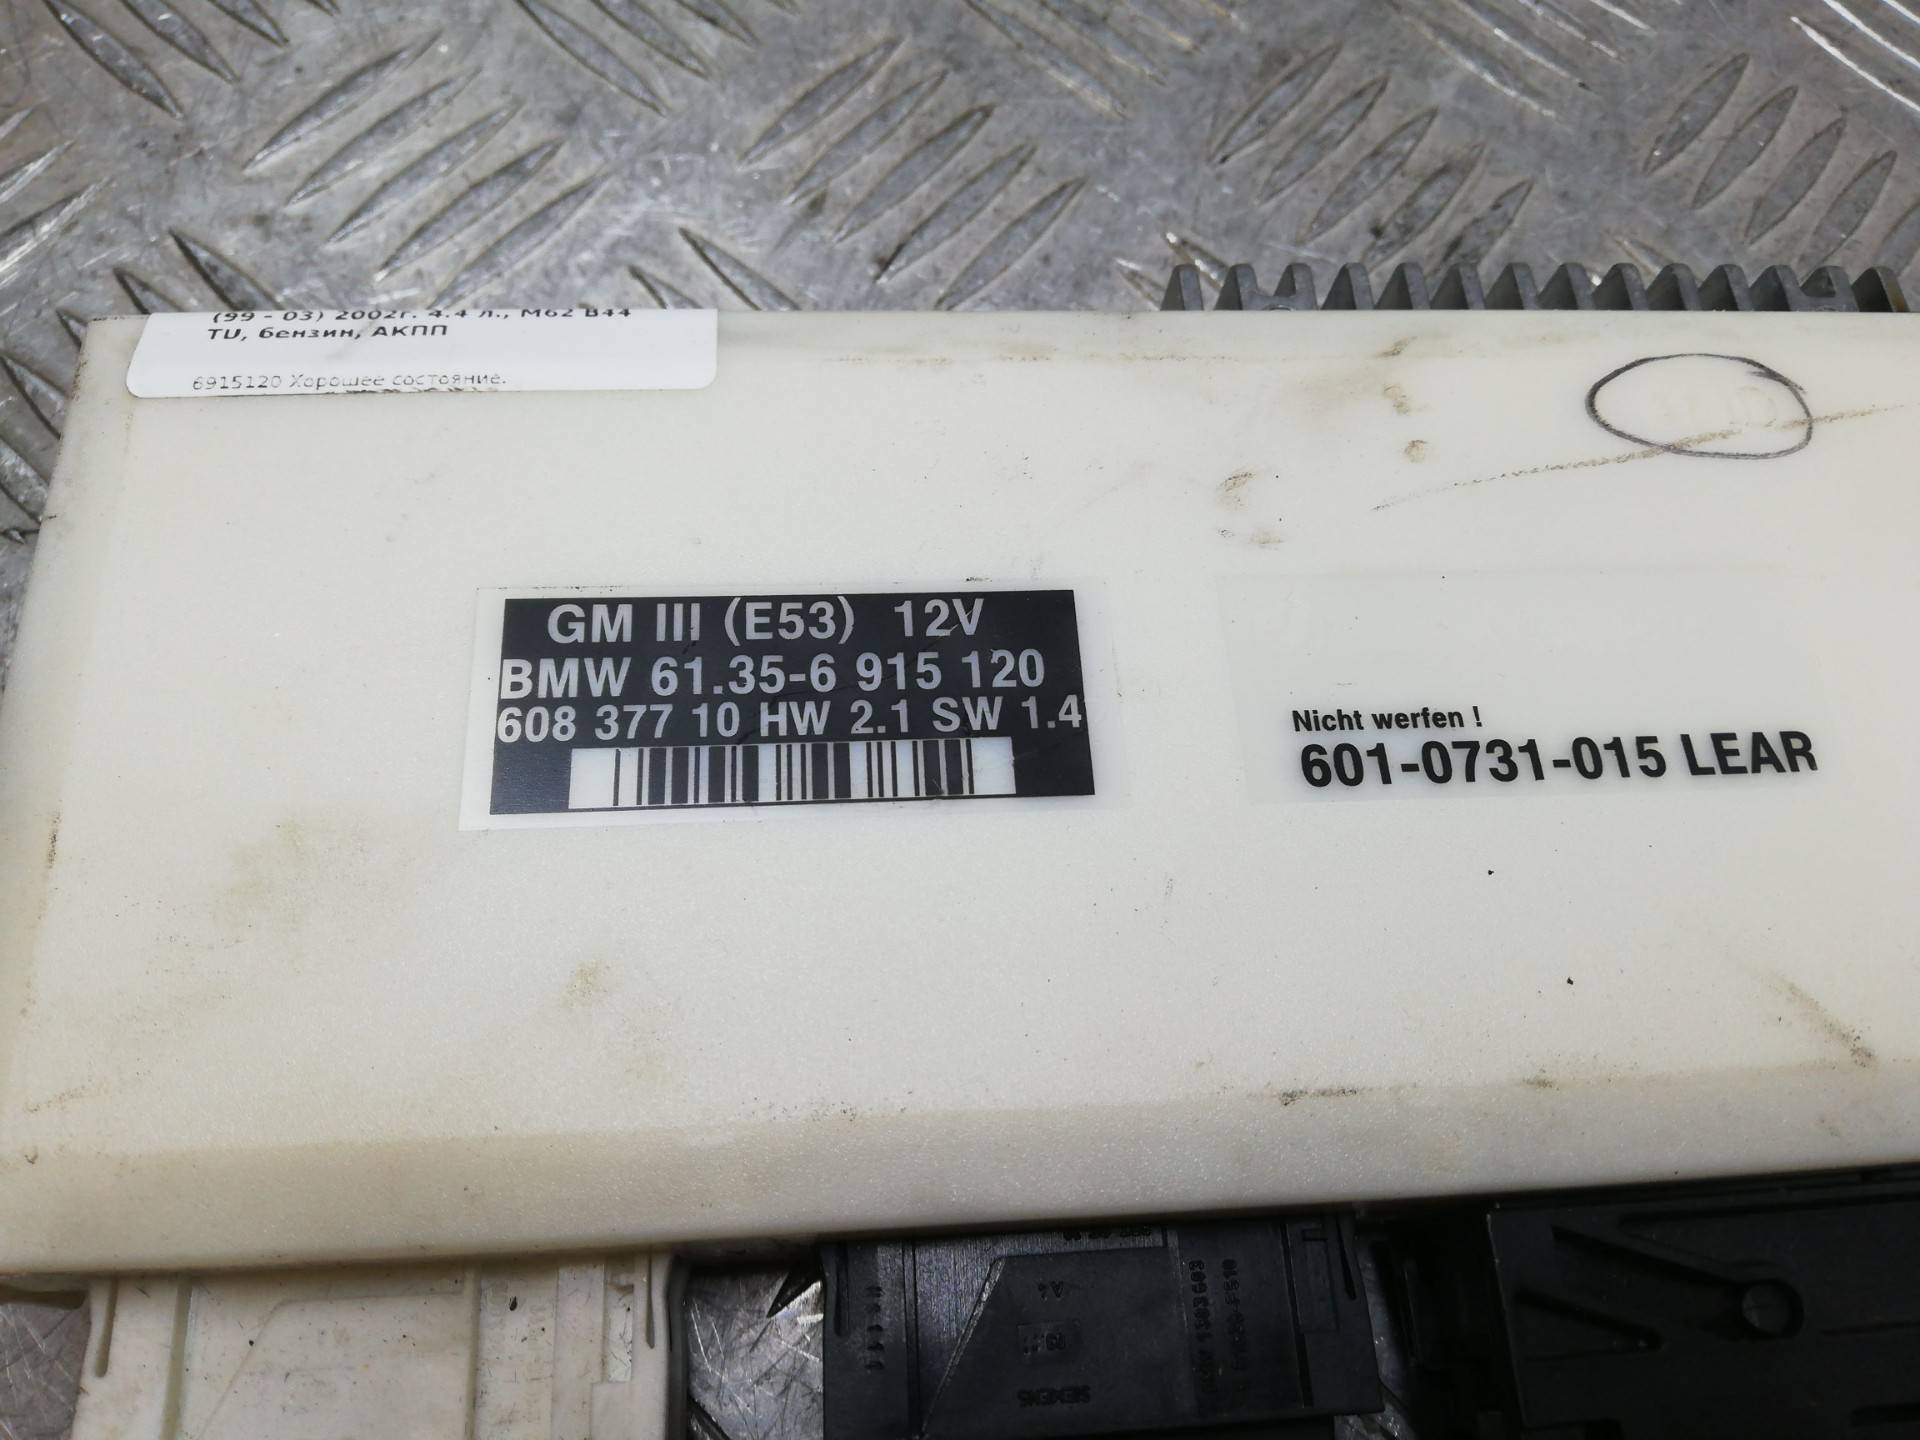 (99 - 03) 2002г. 4.4 л., M62 B44
TU, бензин, АКПП
6915120 Хорошее состояние.
GM III (E53) 12V
BMW 61.35-6 915 120
608 377 10 HW 2.1 SW 1.4
Nicht werfen !
601-0731-015 LEAR
A4
SIEMENS